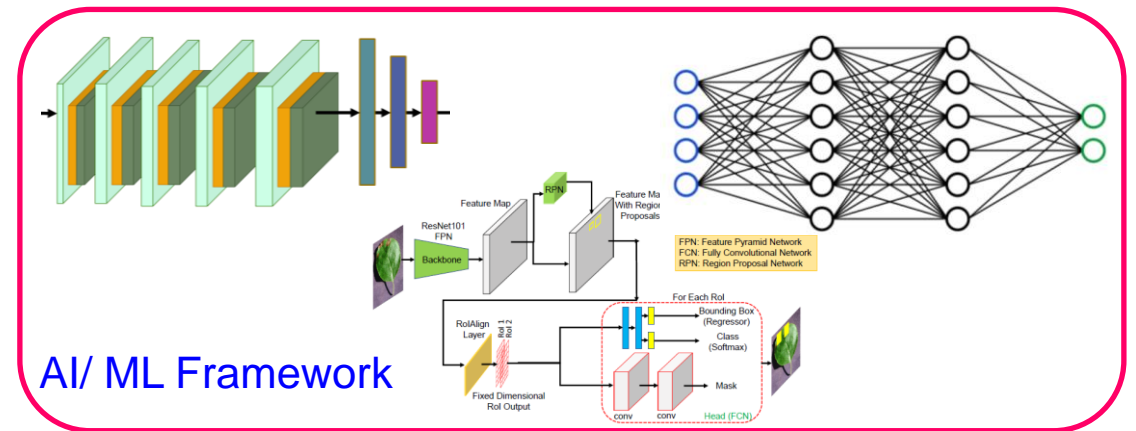 RPN
Feature Map
Feature Ma
With Region
Proposals
ResNet101
FPN
Backbone
FPN: Feature Pyramid Network
FCN: Fully Convolutional Network
RPN: Region Proposal Network
For Each RoI
Bounding Box
(Regressor)
Class
(Softmax)
RoIAlign
Layer
RoI 1
RoI 2
Mask
Fixed Dimensional
RoI Output
conv
conv
Head (FCN)
AI/ ML Framework